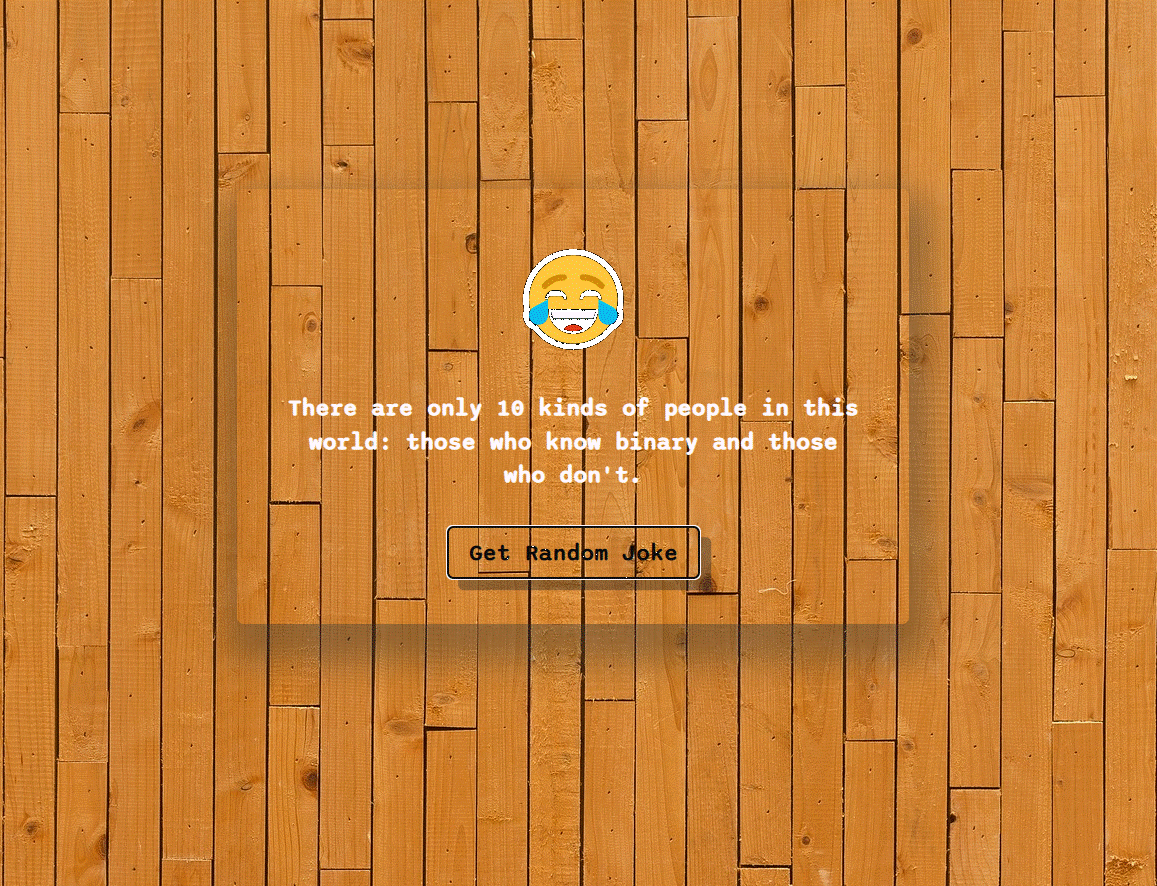 There are only 10 kinds of people in this
world: those who know binary and those
who don't.
Get Random Joke